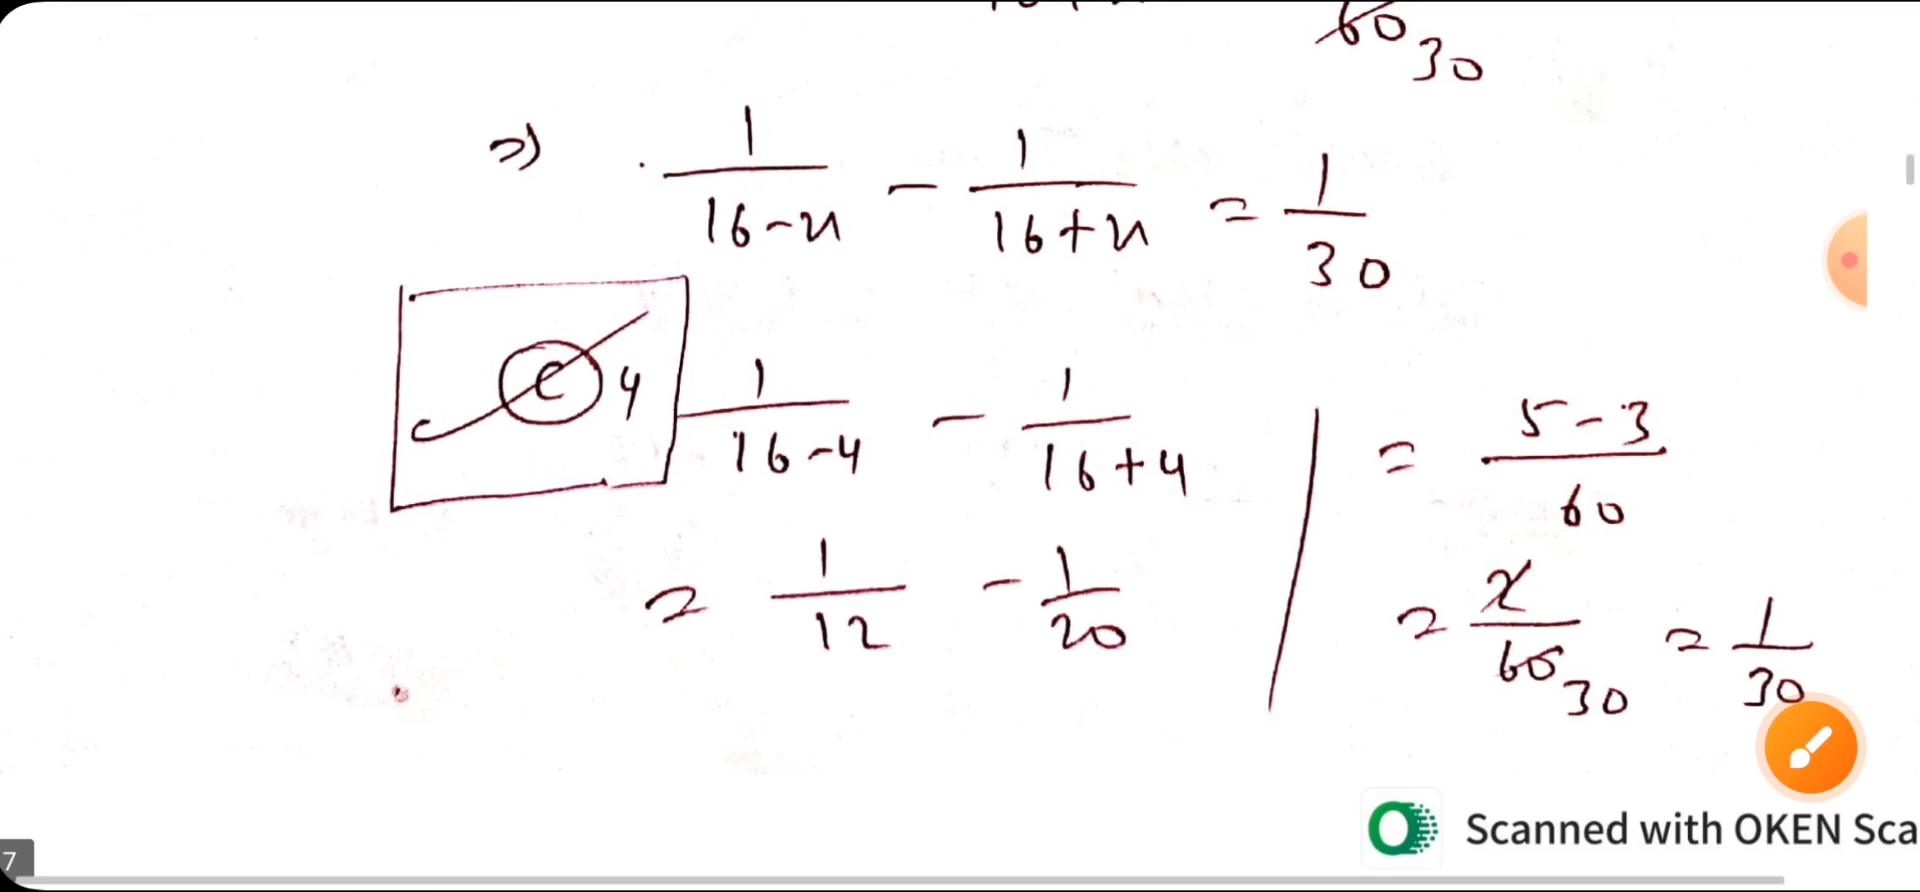 60 30
⇒ 1/(16-x) - 1/(16+x) = 1/30
C 4
1/(16-4) - 1/(16+4)
= 1/12 - 1/20
= (5-3)/60
= 2/60 30 = 1/30
Scanned with OKEN Sca
7